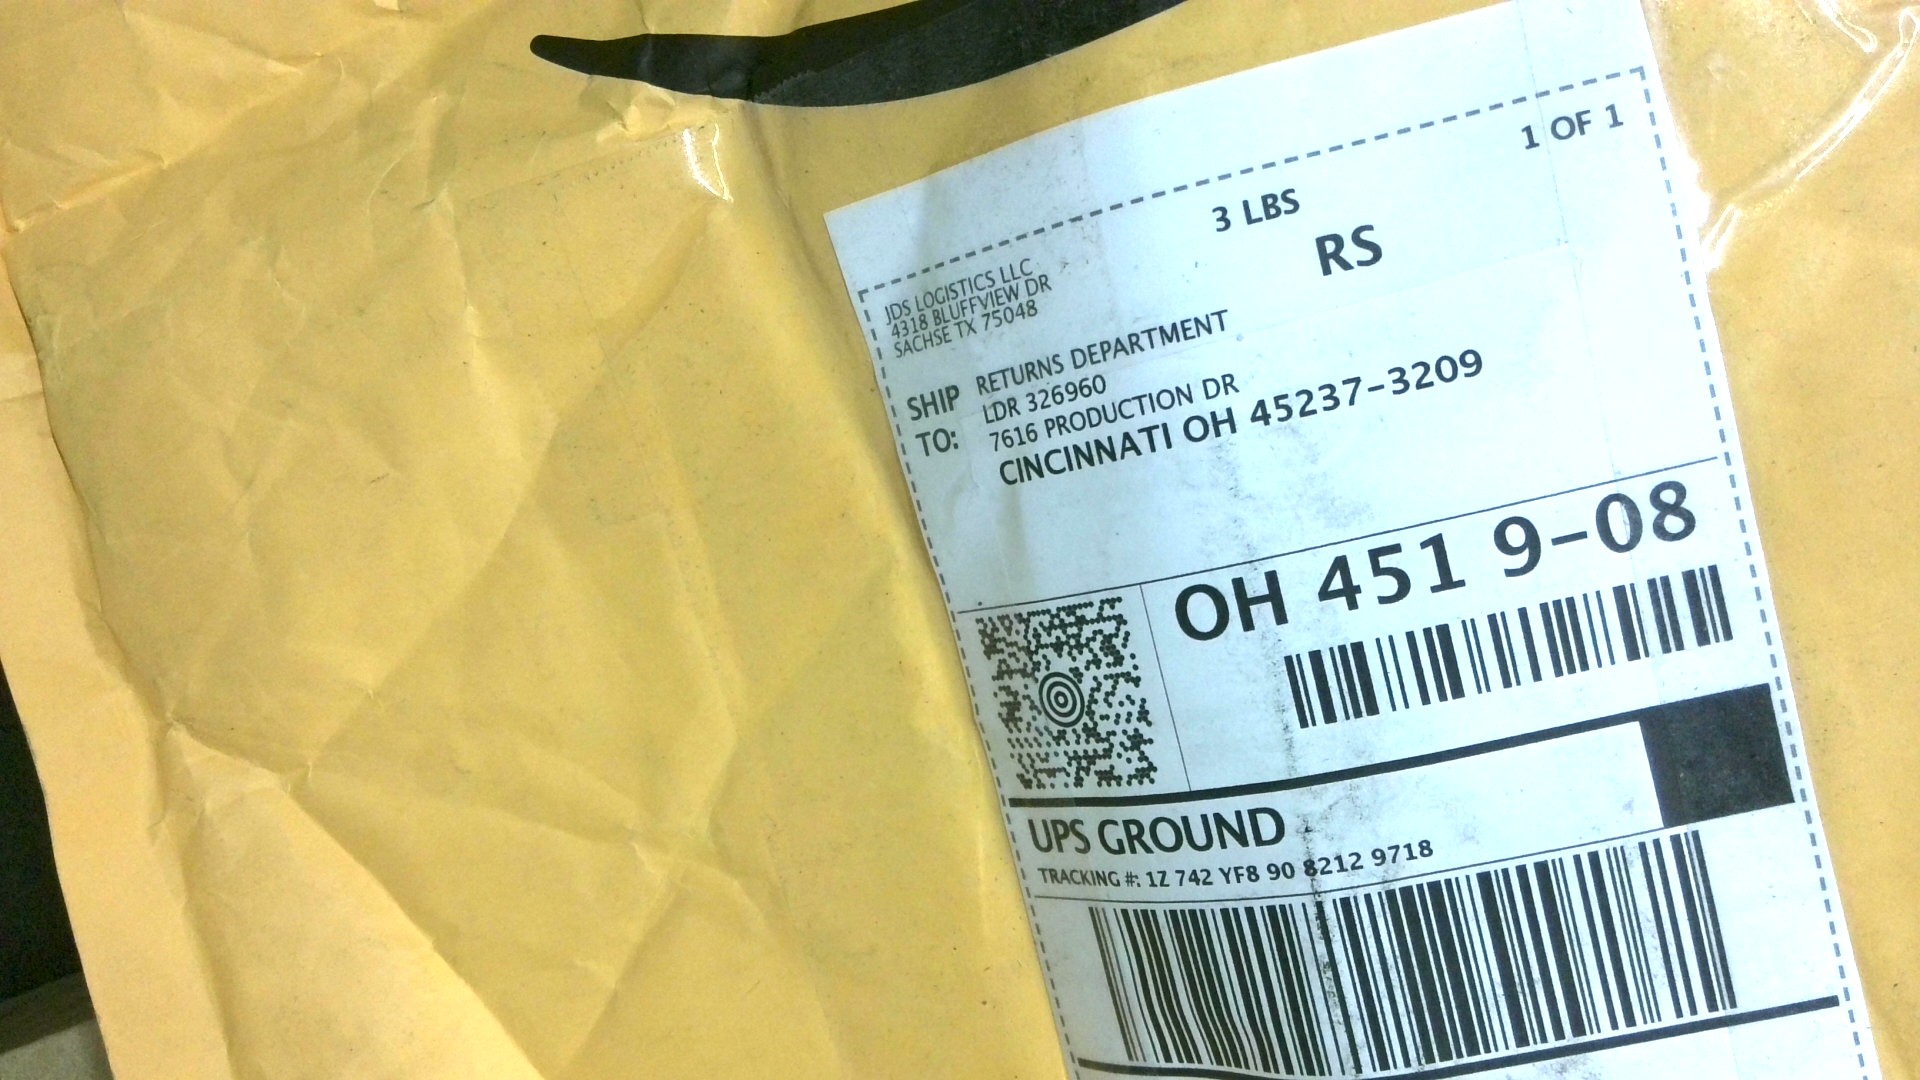 1 OF 1
3 LBS
RS
JDS LOGISTICS LLC
4318 BLUFFVIEW DR
SACHSE TX 75048
SHIP TO:
RETURNS DEPARTMENT
LDR 326960
7616 PRODUCTION DR
CINCINNATI OH 45237-3209
OH 451 9-08
UPS GROUND
TRACKING #: 1Z 742 YF8 90 8212 9718